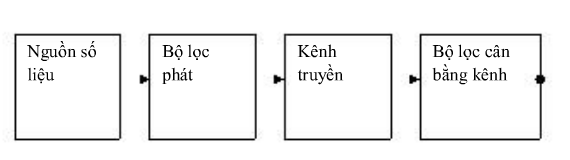 Nguồn số
liệu
Bộ lọc
phát
Kênh
truyền
Bộ lọc cân
bằng kênh